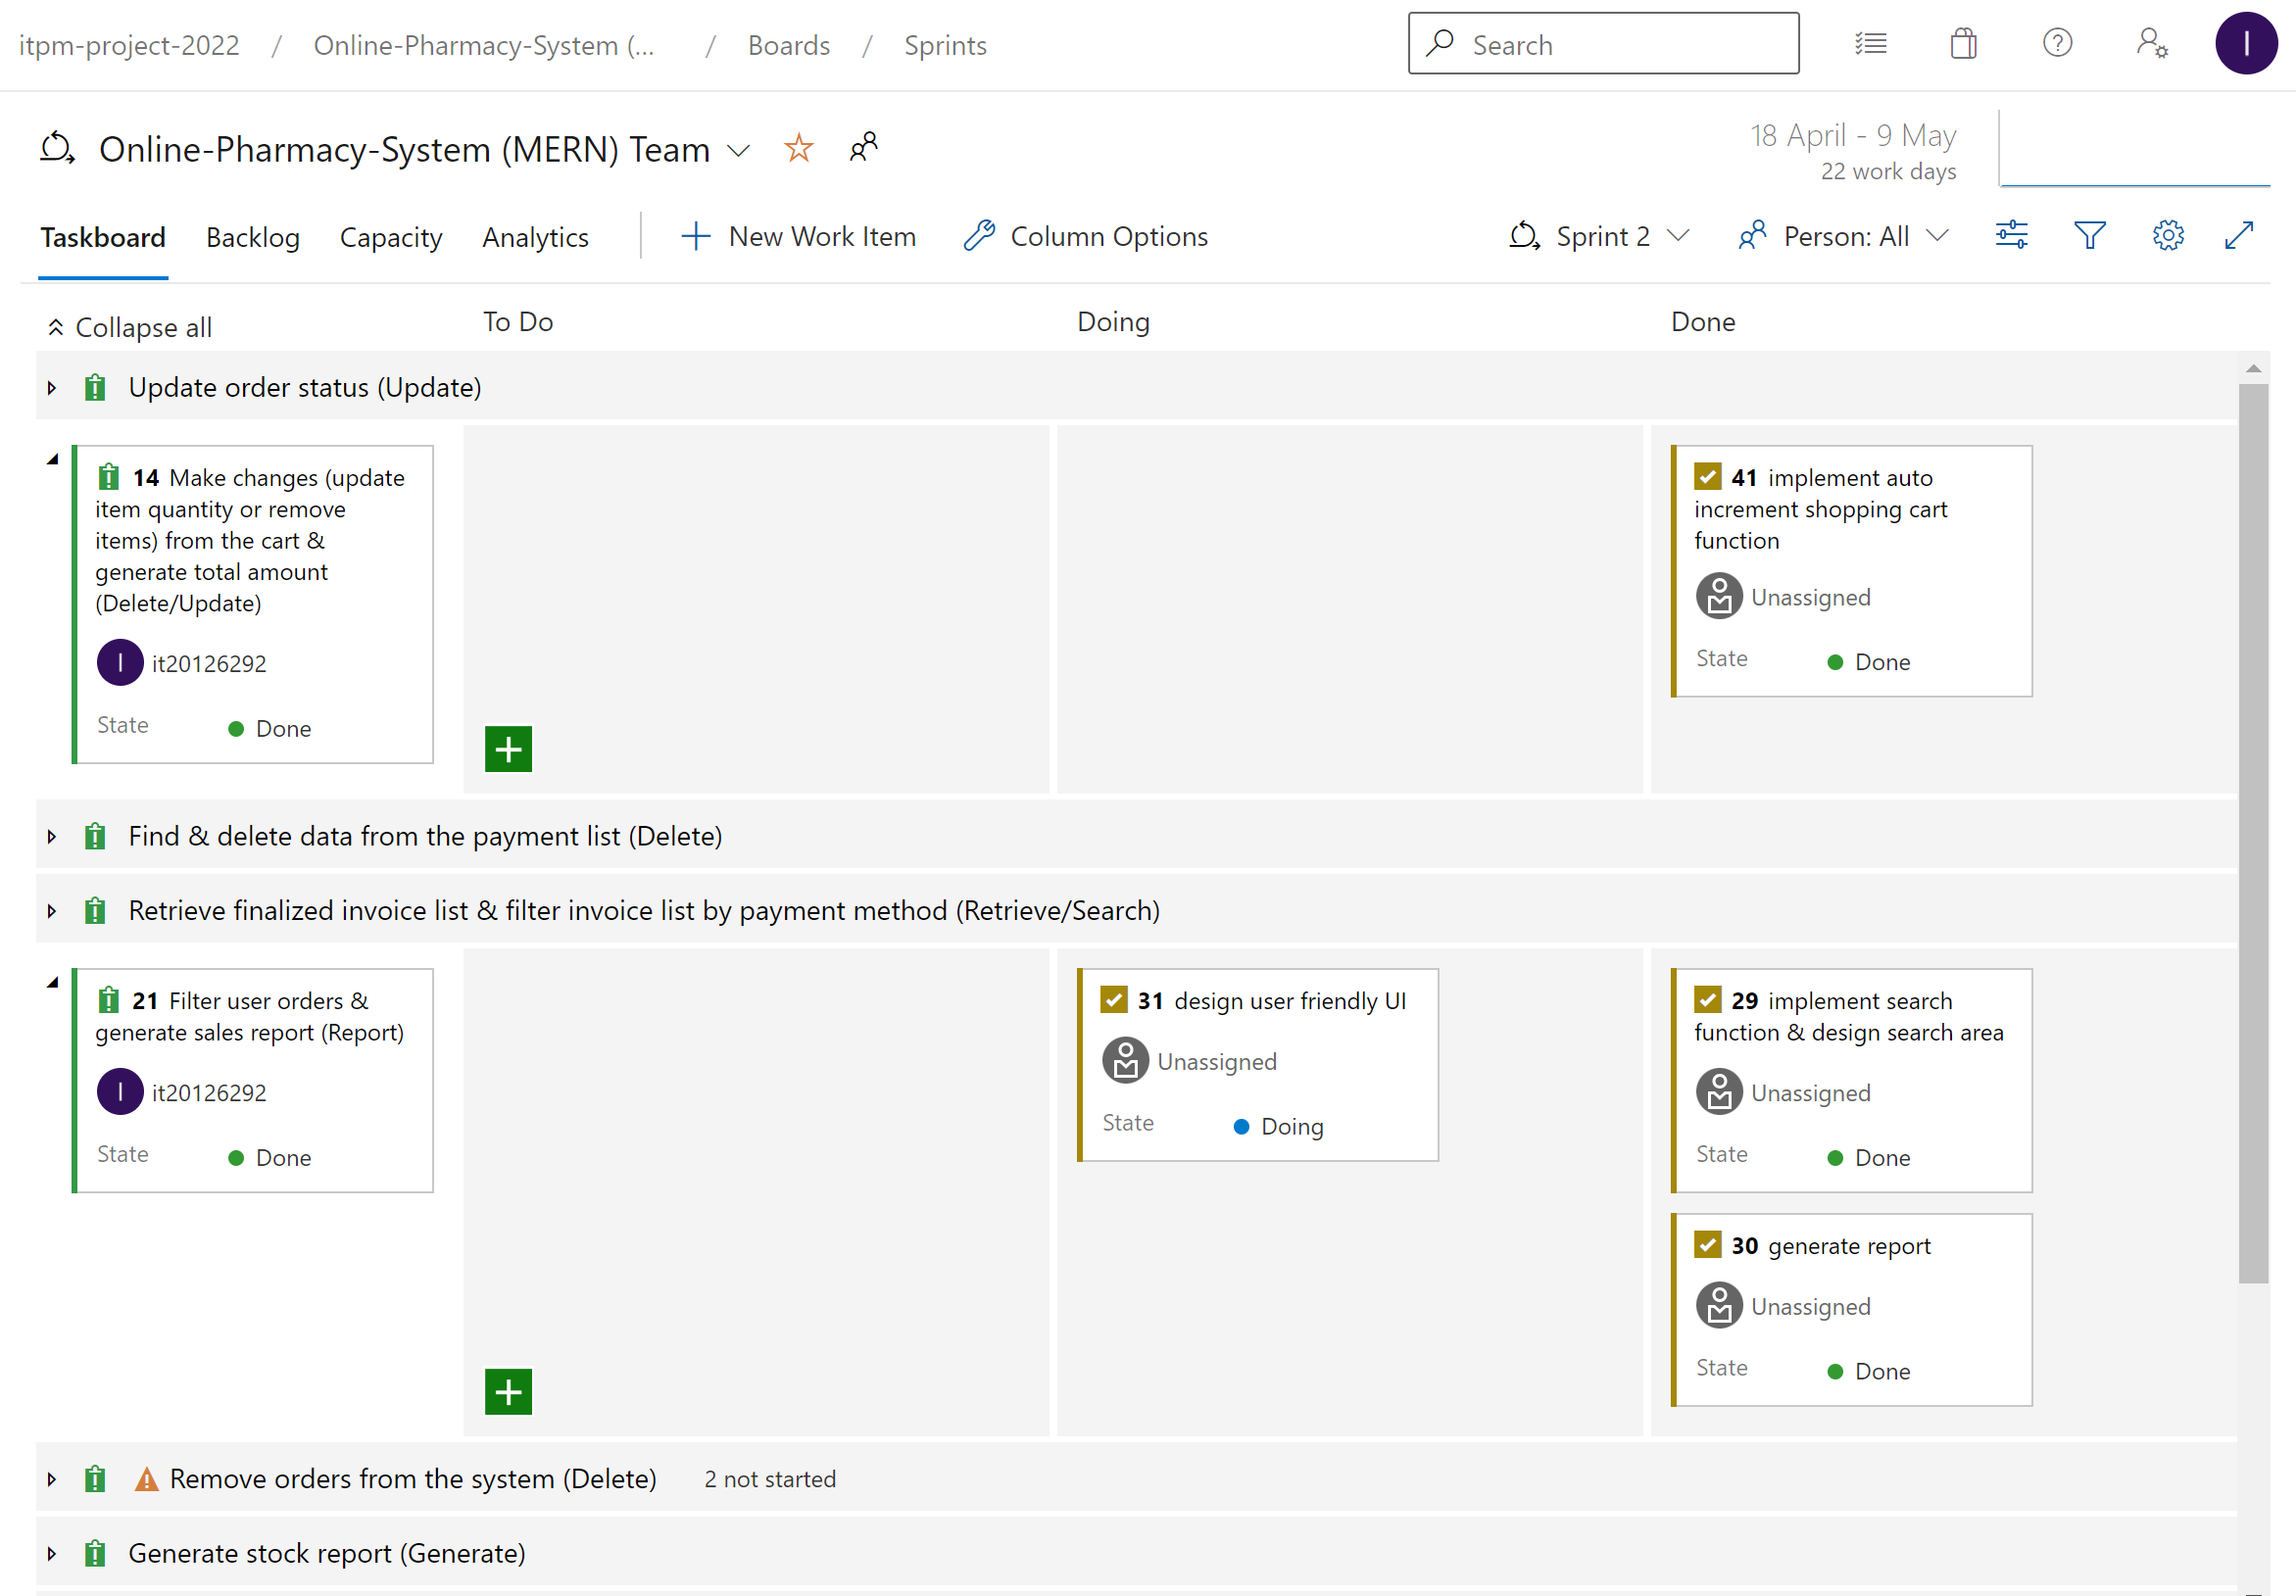 itpm-project-2022 / Online-Pharmacy-System (... / Boards / Sprints
Search
I
Online-Pharmacy-System (MERN) Team
18 April - 9 May
22 work days
Taskboard Backlog Capacity Analytics New Work Item Column Options Sprint 2 Person: All
Collapse all To Do Doing Done
Update order status (Update)
14 Make changes (update
item quantity or remove
items) from the cart &
generate total amount
(Delete/Update)
I it20126292
State Done
41 implement auto
increment shopping cart
function
Unassigned
State Done
Find & delete data from the payment list (Delete)
Retrieve finalized invoice list & filter invoice list by payment method (Retrieve/Search)
21 Filter user orders &
generate sales report (Report)
I it20126292
State Done
31 design user friendly UI
Unassigned
State Doing
29 implement search
function & design search area
Unassigned
State Done
30 generate report
Unassigned
State Done
Remove orders from the system (Delete) 2 not started
Generate stock report (Generate)